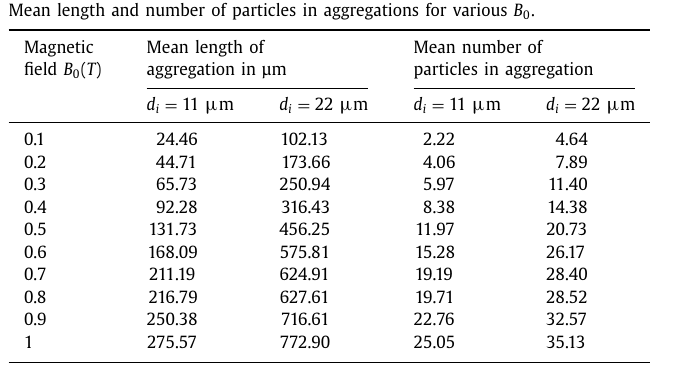 Mean length and number of particles in aggregations for various B₀.
Magnetic Mean length of Mean number of
field B₀(T) aggregation in μm particles in aggregation
dᵢ = 11 μm dᵢ = 22 μm dᵢ = 11 μm dᵢ = 22 μm
0.1 24.46 102.13 2.22 4.64
0.2 44.71 173.66 4.06 7.89
0.3 65.73 250.94 5.97 11.40
0.4 92.28 316.43 8.38 14.38
0.5 131.73 456.25 11.97 20.73
0.6 168.09 575.81 15.28 26.17
0.7 211.19 624.91 19.19 28.40
0.8 216.79 627.61 19.71 28.52
0.9 250.38 716.61 22.76 32.57
1 275.57 772.90 25.05 35.13